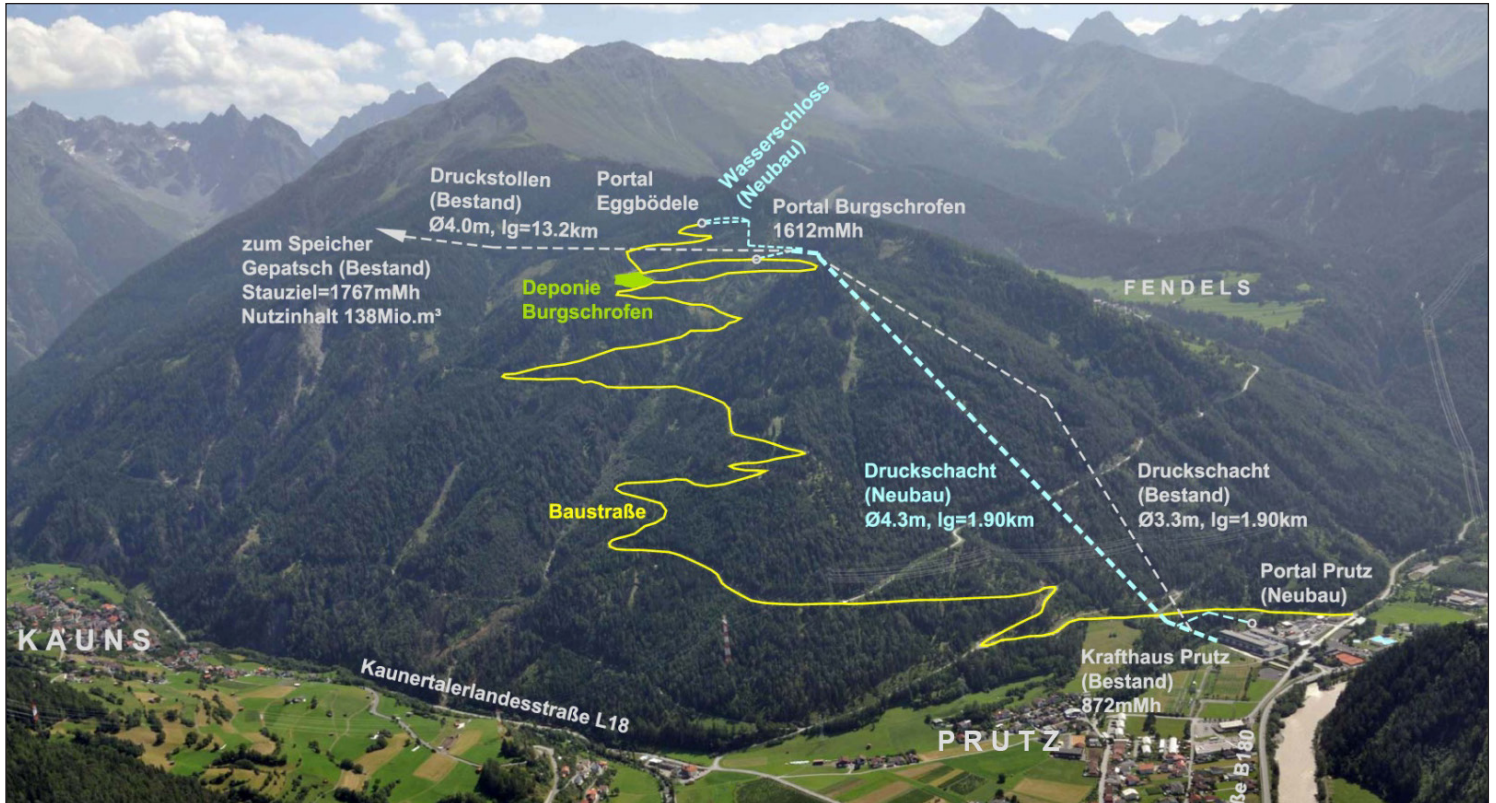 Wasserschloss
(Neubau)
Druckstollen
(Bestand)
Ø4.0m, lg=13.2km
Portal
Eggbödele
Portal Burgschrofen
1612mMh
zum Speicher
Gepatsch (Bestand)
Stauziel=1767mMh
Nutzinhalt 138Mio.m³
Deponie
Burgschrofen
FENDELS
Druckschacht
(Neubau)
Ø4.3m, lg=1.90km
Druckschacht
(Bestand)
Ø3.3m, lg=1.90km
Baustraße
Portal Prutz
(Neubau)
KAUNS
Kaunertalerlandesstraße L18
Krafthaus Prutz
(Bestand)
872mMh
PRUTZ
B180